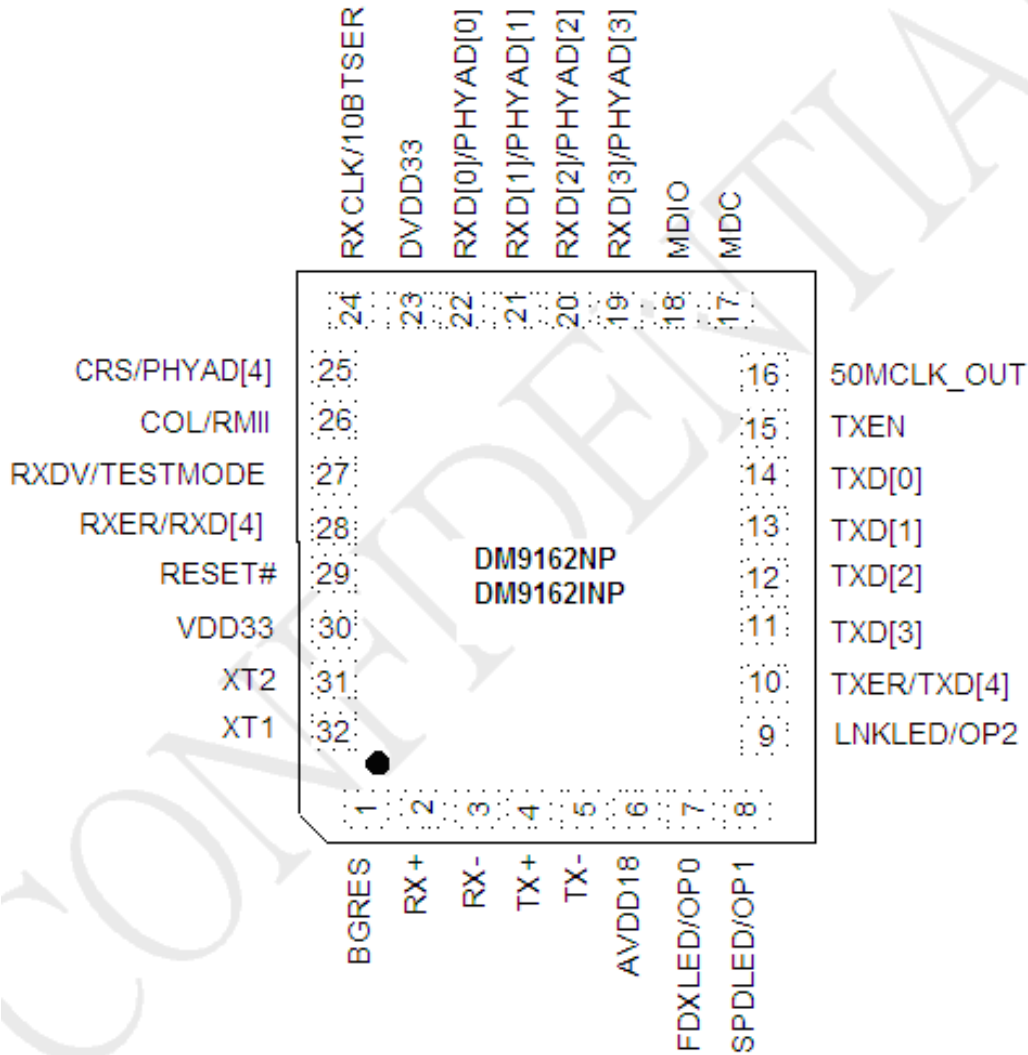 RXCLK/10BTSER
DVDD33
RXD[0]/PHYAD[0]
RXD[1]/PHYAD[1]
RXD[2]/PHYAD[2]
RXD[3]/PHYAD[3]
MDIO
MDC
24
23
22
21
20
19
18
17
CRS/PHYAD[4]
25
16
50MCLK_OUT
COL/RMII
26
15
TXEN
RXDV/TESTMODE
27
14
TXD[0]
RXER/RXD[4]
28
13
TXD[1]
RESET#
29
12
TXD[2]
VDD33
30
11
TXD[3]
XT2
31
10
TXER/TXD[4]
XT1
32
9
LNKLED/OP2
DM9162NP
DM9162INP
1
2
3
4
5
6
7
8
BGRES
RX+
RX-
TX+
TX-
AVDD18
FDXLED/OP0
SPDLED/OP1
CONFIDENTIA